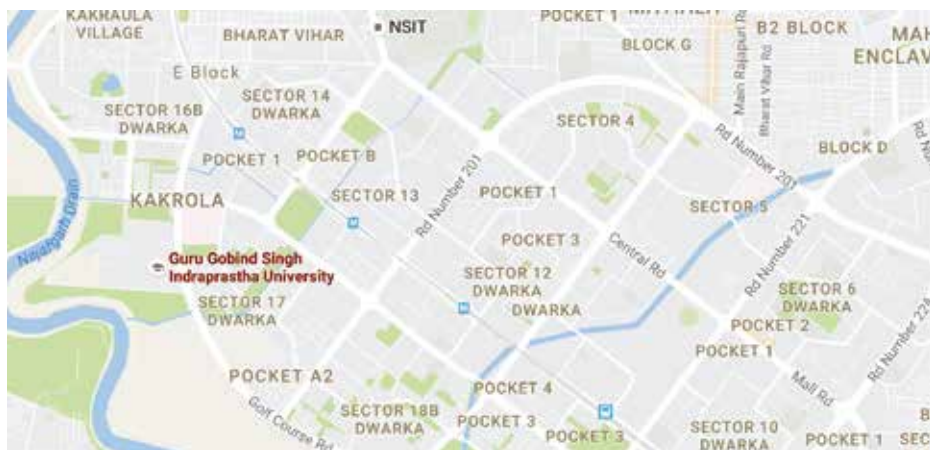 KAKRAULA
VILLAGE
BHARAT VIHAR
NSIT
POCKET 1
BLOCK G
Main Rajapuri Rd
Bharat Vihar Rd
B2 BLOCK
MAH
ENCLAV
E Block
SECTOR 16B
DWARKA
SECTOR 14
DWARKA
SECTOR 4
Rd Number 201
BLOCK D
POCKET 1
POCKET B
KAKROLA
SECTOR 13
Rd Number 201
POCKET 1
SECTOR 5
Najafgarh Drain
Guru Gobind Singh
Indraprastha University
POCKET 3
Central Rd
Rd Number 221
SECTOR 12
DWARKA
DWARKA
SECTOR 17
DWARKA
SECTOR 6
DWARKA
POCKET 2
POCKET 1
Rd Number 224
POCKET A2
Golf Course Rd
POCKET 4
Mall Rd
SECTOR 18B
DWARKA
POCKET 3
POCKET 3
SECTOR 10
DWARKA
POCKET 1
SEC